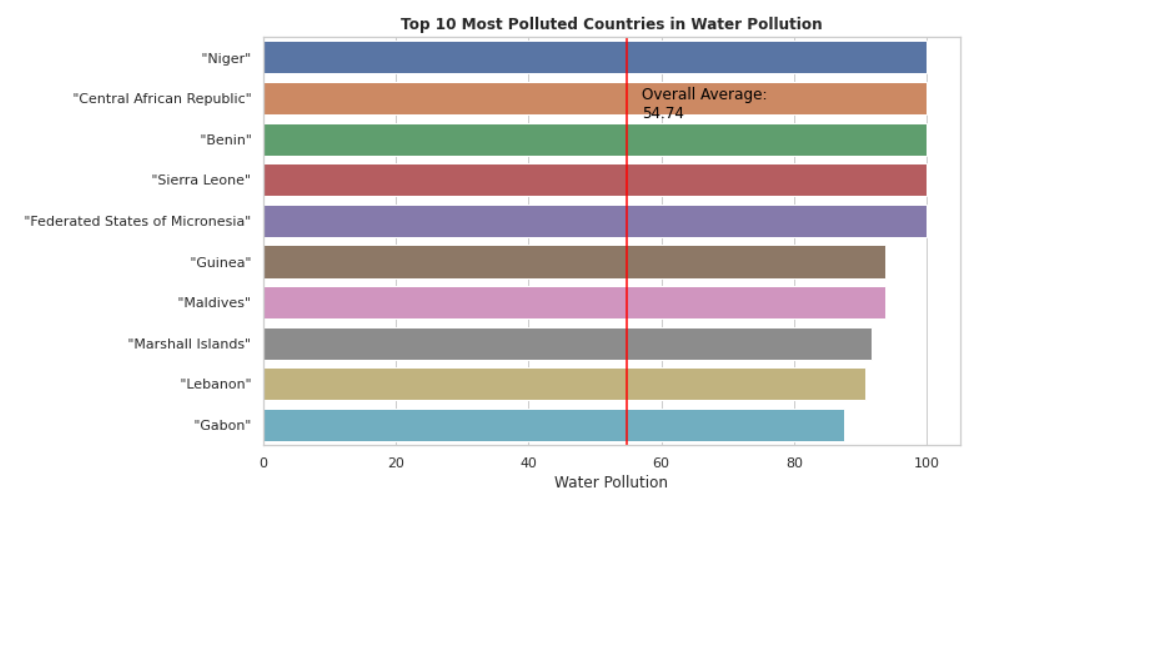 Top 10 Most Polluted Countries in Water Pollution
"Niger"
"Central African Republic"
Overall Average:
54.74
"Benin"
"Sierra Leone"
"Federated States of Micronesia"
"Guinea"
"Maldives"
"Marshall Islands"
"Lebanon"
"Gabon"
0 20 40 60 80 100
Water Pollution